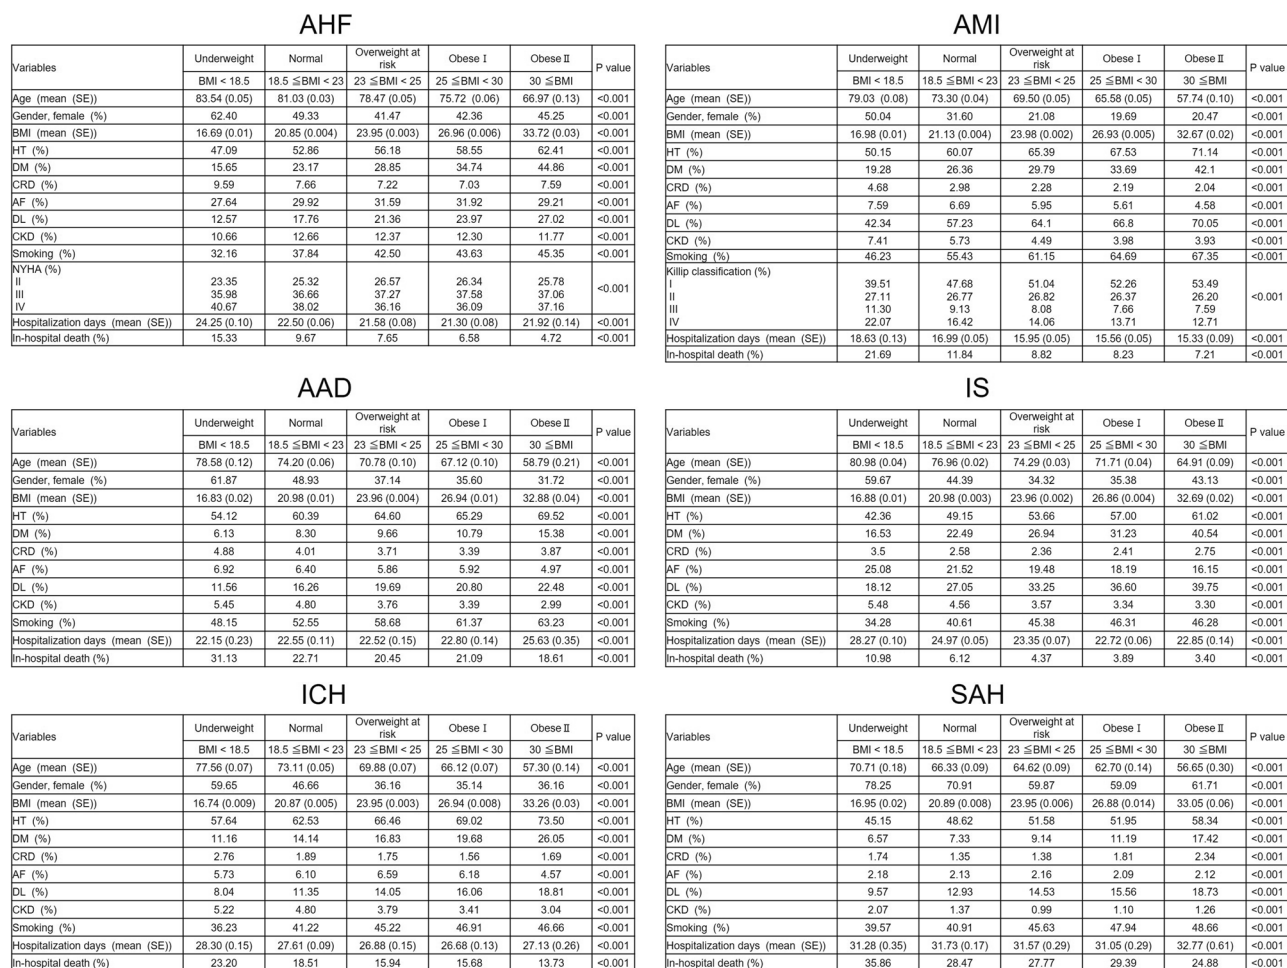 AHF
Variables Underweight Normal Overweight at risk Obese Ⅰ Obese Ⅱ P value
BMI < 18.5 18.5 ≦BMI < 23 23 ≦BMI < 25 25 ≦BMI < 30 30 ≦BMI
Age (mean (SE)) 83.54 (0.05) 81.03 (0.03) 78.47 (0.05) 75.72 (0.06) 66.97 (0.13) <0.001
Gender, female (%) 62.40 49.33 41.47 42.36 45.25 <0.001
BMI (mean (SE)) 16.69 (0.01) 20.85 (0.004) 23.95 (0.003) 26.96 (0.006) 33.72 (0.03) <0.001
HT (%) 47.09 52.86 56.18 58.55 62.41 <0.001
DM (%) 15.65 23.17 28.85 34.74 44.86 <0.001
CRD (%) 9.59 7.66 7.22 7.03 7.59 <0.001
AF (%) 27.64 29.92 31.59 31.92 29.21 <0.001
DL (%) 12.57 17.76 21.36 23.97 27.02 <0.001
CKD (%) 10.66 12.66 12.37 12.30 11.77 <0.001
Smoking (%) 32.16 37.84 42.50 43.63 45.35 <0.001
NYHA (%) <0.001
II 23.35 25.32 26.57 26.34 25.78
III 35.98 36.66 37.27 37.58 37.06
IV 40.67 38.02 36.16 36.09 37.16
Hospitalization days (mean (SE)) 24.25 (0.10) 22.50 (0.06) 21.58 (0.08) 21.30 (0.08) 21.92 (0.14) <0.001
In-hospital death (%) 15.33 9.67 7.65 6.58 4.72 <0.001
AMI
Variables Underweight Normal Overweight at risk Obese Ⅰ Obese Ⅱ P value
BMI < 18.5 18.5 ≦BMI < 23 23 ≦BMI < 25 25 ≦BMI < 30 30 ≦BMI
Age (mean (SE)) 79.03 (0.08) 73.30 (0.04) 69.50 (0.05) 65.58 (0.05) 57.74 (0.10) <0.001
Gender, female (%) 50.04 31.60 21.08 19.69 20.47 <0.001
BMI (mean (SE)) 16.98 (0.01) 21.13 (0.004) 23.98 (0.002) 26.93 (0.005) 32.67 (0.02) <0.001
HT (%) 50.15 60.07 65.39 67.53 71.14 <0.001
DM (%) 19.28 26.36 29.79 33.69 42.1 <0.001
CRD (%) 4.68 2.98 2.28 2.19 2.04 <0.001
AF (%) 7.59 6.69 5.95 5.61 4.58 <0.001
DL (%) 42.34 57.23 64.1 66.8 70.05 <0.001
CKD (%) 7.41 5.73 4.49 3.98 3.93 <0.001
Smoking (%) 46.23 55.43 61.15 64.69 67.35 <0.001
Killip classification (%) <0.001
I 39.51 47.68 51.04 52.26 53.49
II 27.11 26.77 26.82 26.37 26.20
III 11.30 9.13 8.08 7.66 7.59
IV 22.07 16.42 14.06 13.71 12.71
Hospitalization days (mean (SE)) 18.63 (0.13) 16.99 (0.05) 15.95 (0.05) 15.56 (0.05) 15.33 (0.09) <0.001
In-hospital death (%) 21.69 11.84 8.82 8.23 7.21 <0.001
AAD
Variables Underweight Normal Overweight at risk Obese Ⅰ Obese Ⅱ P value
BMI < 18.5 18.5 ≦BMI < 23 23 ≦BMI < 25 25 ≦BMI < 30 30 ≦BMI
Age (mean (SE)) 78.58 (0.12) 74.20 (0.06) 70.78 (0.10) 67.12 (0.10) 58.79 (0.21) <0.001
Gender, female (%) 61.87 48.93 37.14 35.60 31.72 <0.001
BMI (mean (SE)) 16.83 (0.02) 20.98 (0.01) 23.96 (0.004) 26.94 (0.01) 32.88 (0.04) <0.001
HT (%) 54.12 60.39 64.60 65.29 69.52 <0.001
DM (%) 6.13 8.30 9.66 10.79 15.38 <0.001
CRD (%) 4.88 4.01 3.71 3.39 3.87 <0.001
AF (%) 6.92 6.40 5.86 5.92 4.97 <0.001
DL (%) 11.56 16.26 19.69 20.80 22.48 <0.001
CKD (%) 5.45 4.80 3.76 3.39 2.99 <0.001
Smoking (%) 48.15 52.55 58.68 61.37 63.23 <0.001
Hospitalization days (mean (SE)) 22.15 (0.23) 22.55 (0.11) 22.52 (0.15) 22.80 (0.14) 25.63 (0.35) <0.001
In-hospital death (%) 31.13 22.71 20.45 21.09 18.61 <0.001
IS
Variables Underweight Normal Overweight at risk Obese Ⅰ Obese Ⅱ P value
BMI < 18.5 18.5 ≦BMI < 23 23 ≦BMI < 25 25 ≦BMI < 30 30 ≦BMI
Age (mean (SE)) 80.98 (0.04) 76.96 (0.02) 74.29 (0.03) 71.71 (0.04) 64.91 (0.09) <0.001
Gender, female (%) 59.67 44.39 34.32 35.38 43.13 <0.001
BMI (mean (SE)) 16.88 (0.01) 20.98 (0.003) 23.96 (0.002) 26.86 (0.004) 32.69 (0.02) <0.001
HT (%) 42.36 49.15 53.66 57.00 61.02 <0.001
DM (%) 16.53 22.49 26.94 31.23 40.54 <0.001
CRD (%) 3.5 2.58 2.36 2.41 2.75 <0.001
AF (%) 25.08 21.52 19.48 18.19 16.15 <0.001
DL (%) 18.12 27.05 33.25 36.60 39.75 <0.001
CKD (%) 5.48 4.56 3.57 3.34 3.30 <0.001
Smoking (%) 34.28 40.61 45.38 46.31 46.28 <0.001
Hospitalization days (mean (SE)) 28.27 (0.10) 24.97 (0.05) 23.35 (0.07) 22.72 (0.06) 22.85 (0.14) <0.001
In-hospital death (%) 10.98 6.12 4.37 3.89 3.40 <0.001
ICH
Variables Underweight Normal Overweight at risk Obese Ⅰ Obese Ⅱ P value
BMI < 18.5 18.5 ≦BMI < 23 23 ≦BMI < 25 25 ≦BMI < 30 30 ≦BMI
Age (mean (SE)) 77.56 (0.07) 73.11 (0.05) 69.88 (0.07) 66.12 (0.07) 57.30 (0.14) <0.001
Gender, female (%) 59.65 46.66 36.16 35.14 36.16 <0.001
BMI (mean (SE)) 16.74 (0.009) 20.87 (0.005) 23.95 (0.003) 26.94 (0.008) 33.26 (0.03) <0.001
HT (%) 57.64 62.53 66.46 69.02 73.50 <0.001
DM (%) 11.16 14.14 16.83 19.68 26.05 <0.001
CRD (%) 2.76 1.89 1.75 1.56 1.69 <0.001
AF (%) 5.73 6.10 6.59 6.18 4.57 <0.001
DL (%) 8.04 11.35 14.05 16.06 18.81 <0.001
CKD (%) 5.22 4.80 3.79 3.41 3.04 <0.001
Smoking (%) 36.23 41.22 45.22 46.91 46.66 <0.001
Hospitalization days (mean (SE)) 28.30 (0.15) 27.61 (0.09) 26.88 (0.15) 26.68 (0.13) 27.13 (0.26) <0.001
In-hospital death (%) 23.20 18.51 15.94 15.68 13.73 <0.001
SAH
Variables Underweight Normal Overweight at risk Obese Ⅰ Obese Ⅱ P value
BMI < 18.5 18.5 ≦BMI < 23 23 ≦BMI < 25 25 ≦BMI < 30 30 ≦BMI
Age (mean (SE)) 70.71 (0.18) 66.33 (0.09) 64.62 (0.09) 62.70 (0.14) 56.65 (0.30) <0.001
Gender, female (%) 78.25 70.91 59.87 59.09 61.71 <0.001
BMI (mean (SE)) 16.95 (0.02) 20.89 (0.008) 23.95 (0.006) 26.88 (0.014) 33.05 (0.06) <0.001
HT (%) 45.15 48.62 51.58 51.95 58.34 <0.001
DM (%) 6.57 7.33 9.14 11.19 17.42 <0.001
CRD (%) 1.74 1.35 1.38 1.81 2.34 <0.001
AF (%) 2.18 2.13 2.16 2.09 2.12 <0.001
DL (%) 9.57 12.93 14.53 15.56 18.73 <0.001
CKD (%) 2.07 1.37 0.99 1.10 1.26 <0.001
Smoking (%) 39.57 40.91 45.63 47.94 48.66 <0.001
Hospitalization days (mean (SE)) 31.28 (0.35) 31.73 (0.17) 31.57 (0.29) 31.05 (0.29) 32.77 (0.61) <0.001
In-hospital death (%) 35.86 28.47 27.77 29.39 24.88 <0.001